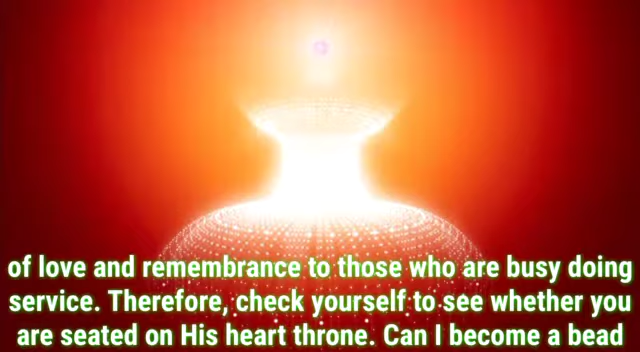 of love and remembrance to those who are busy doing
service. Therefore, check yourself to see whether you
are seated on His heart throne. Can I become a bead